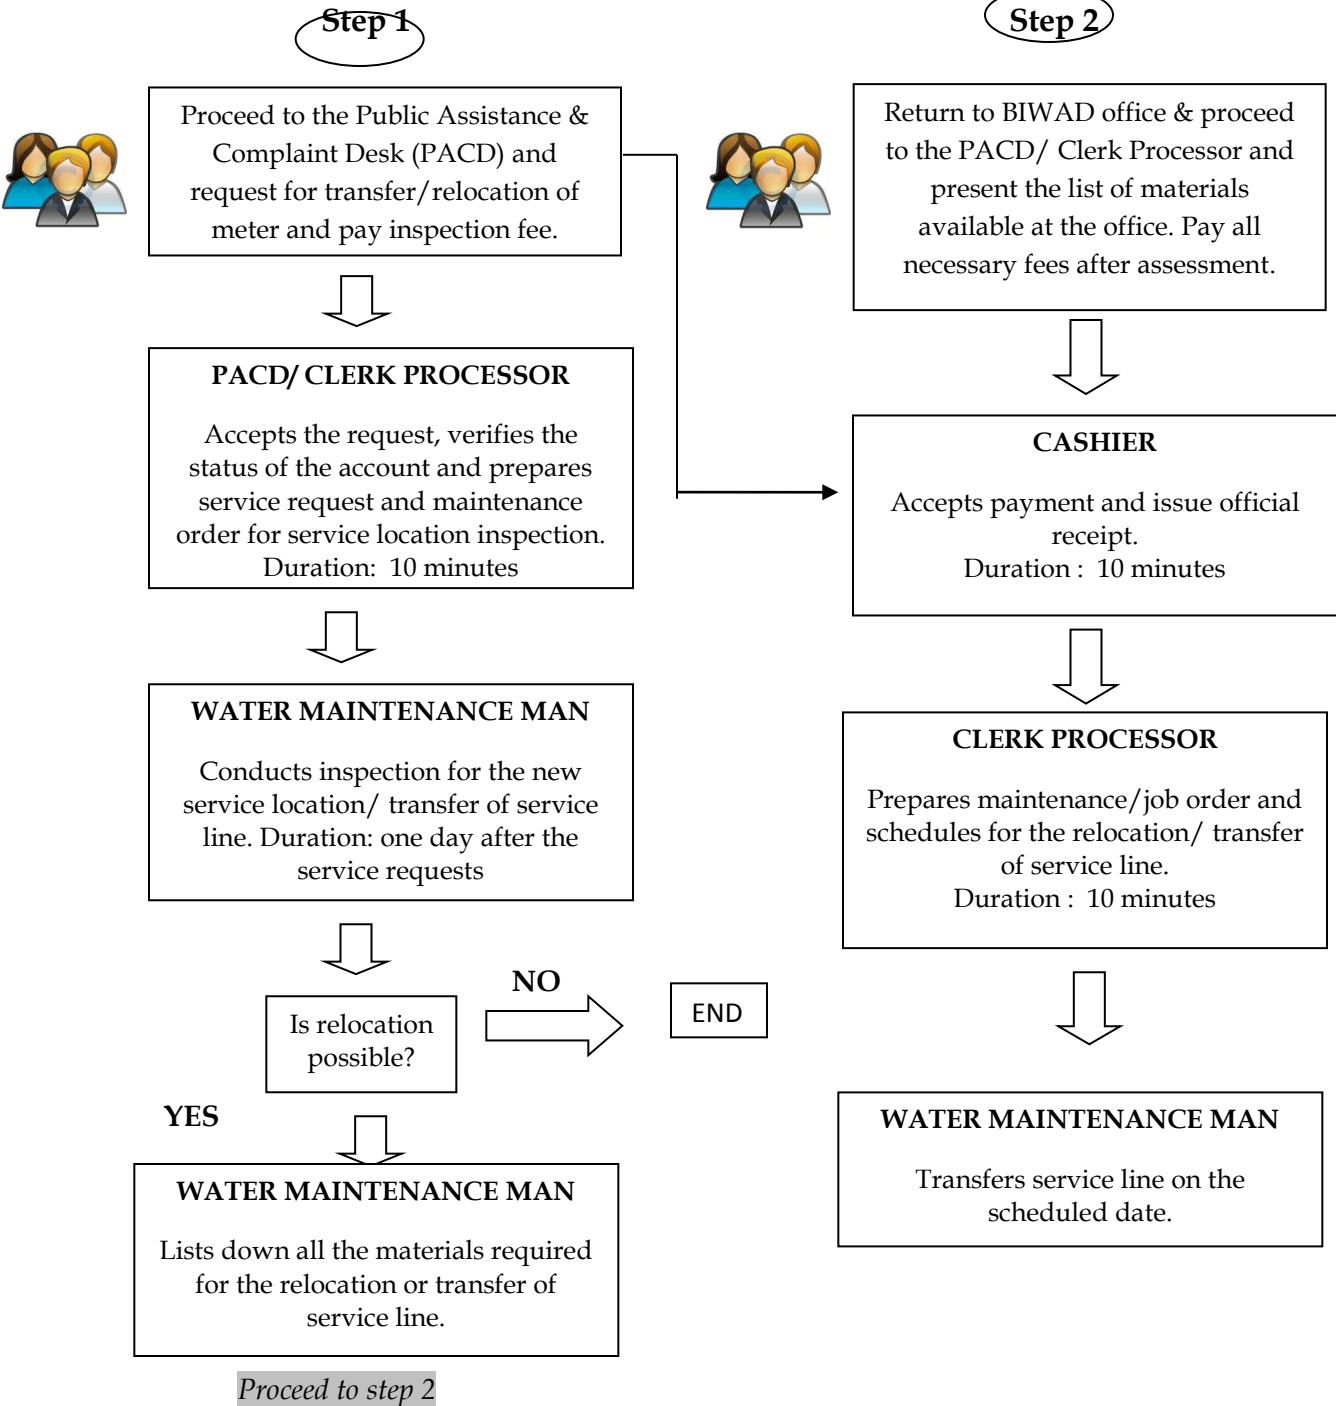 Step 1
Proceed to the Public Assistance &
Complaint Desk (PACD) and
request for transfer/relocation of
meter and pay inspection fee.
PACD/ CLERK PROCESSOR
Accepts the request, verifies the
status of the account and prepares
service request and maintenance
order for service location inspection.
Duration: 10 minutes
WATER MAINTENANCE MAN
Conducts inspection for the new
service location/ transfer of service
line. Duration: one day after the
service requests
Is relocation
possible?
NO
END
YES
WATER MAINTENANCE MAN
Lists down all the materials required
for the relocation or transfer of
service line.
Proceed to step 2
Step 2
Return to BIWAD office & proceed
to the PACD/ Clerk Processor and
present the list of materials
available at the office. Pay all
necessary fees after assessment.
CASHIER
Accepts payment and issue official
receipt.
Duration : 10 minutes
CLERK PROCESSOR
Prepares maintenance/job order and
schedules for the relocation/ transfer
of service line.
Duration : 10 minutes
WATER MAINTENANCE MAN
Transfers service line on the
scheduled date.